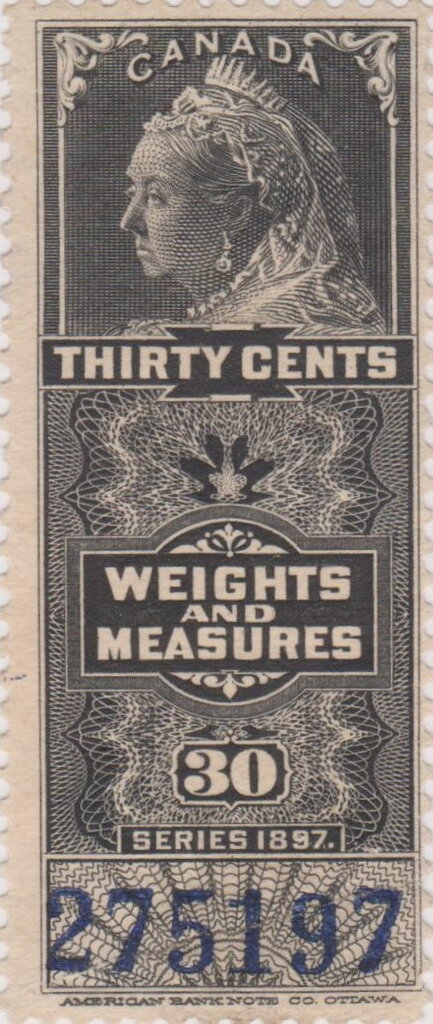 CANADA
THIRTY CENTS
WEIGHTS
AND
MEASURES
30
SERIES 1897.
275197
AMERICAN BANK NOTE CO. OTTAWA.